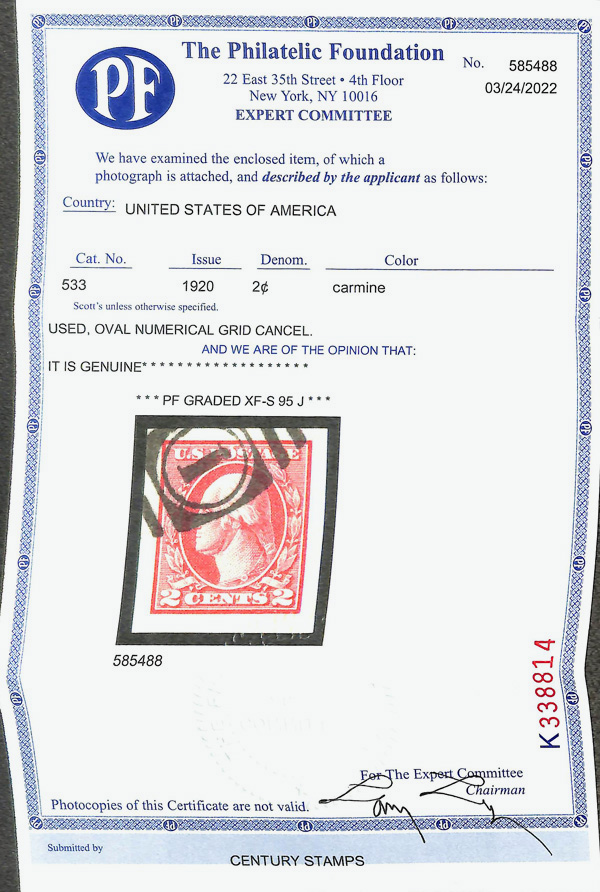 PF
The Philatelic Foundation
22 East 35th Street • 4th Floor
New York, NY 10016
EXPERT COMMITTEE
No. 585488
03/24/2022
We have examined the enclosed item, of which a
photograph is attached, and described by the applicant as follows:
Country: UNITED STATES OF AMERICA
Cat. No. Issue Denom. Color
533 1920 2¢ carmine
Scott's unless otherwise specified.
USED, OVAL NUMERICAL GRID CANCEL.
AND WE ARE OF THE OPINION THAT:
IT IS GENUINE* * * * * * * * * * * * * * * * * * *
* * * PF GRADED XF-S 95 J * * *
U.S. POSTAGE
1
2 CENTS 2
585488
K338814
For The Expert Committee
Chairman
Photocopies of this Certificate are not valid.
Submitted by
CENTURY STAMPS